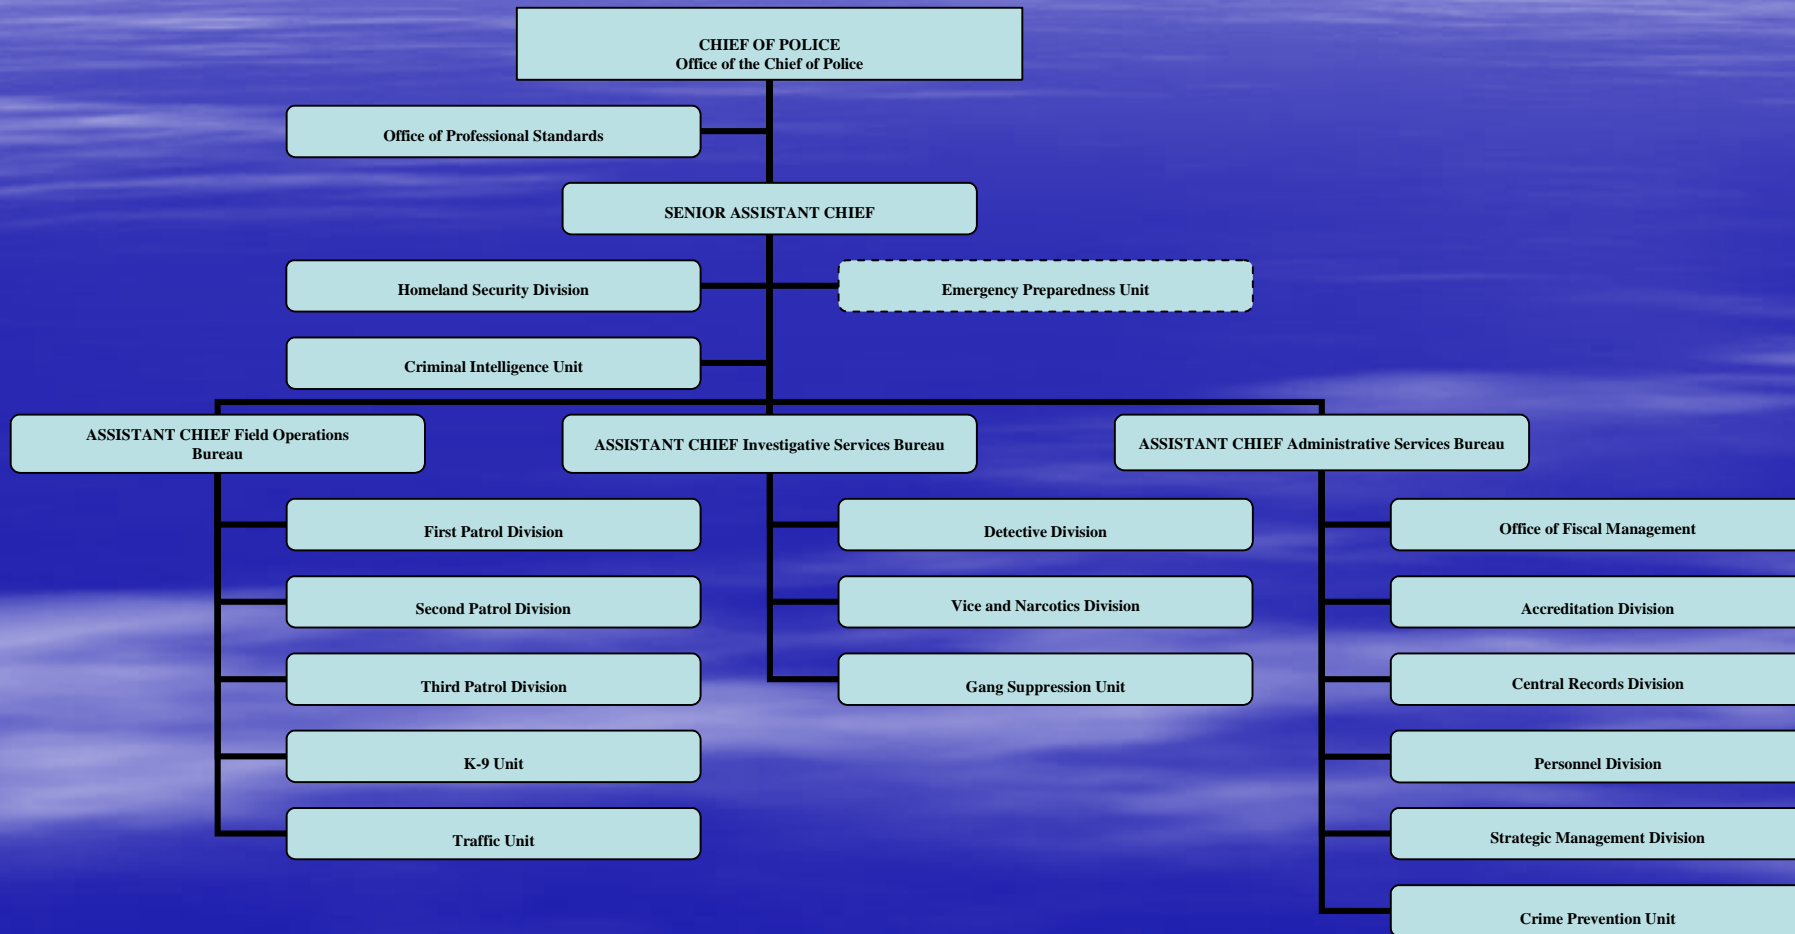 CHIEF OF POLICE
Office of the Chief of Police
Office of Professional Standards
SENIOR ASSISTANT CHIEF
Homeland Security Division
Emergency Preparedness Unit
Criminal Intelligence Unit
ASSISTANT CHIEF Field Operations
Bureau
ASSISTANT CHIEF Investigative Services Bureau
ASSISTANT CHIEF Administrative Services Bureau
First Patrol Division
Second Patrol Division
Third Patrol Division
K-9 Unit
Traffic Unit
Detective Division
Vice and Narcotics Division
Gang Suppression Unit
Office of Fiscal Management
Accreditation Division
Central Records Division
Personnel Division
Strategic Management Division
Crime Prevention Unit